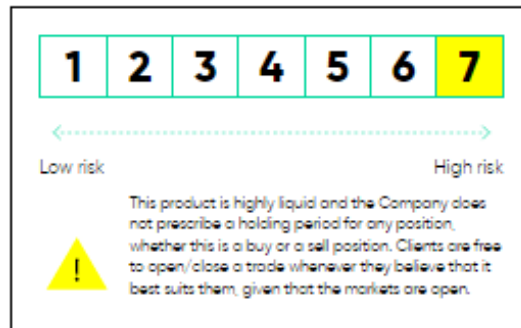 1 2 3 4 5 6 7
Low risk High risk
This product is highly liquid and the Company does
not prescribe a holding period for any position,
whether this is a buy or a sell position. Clients are free
to open/close a trade whenever they believe that it
! best suits them, given that the markets are open.